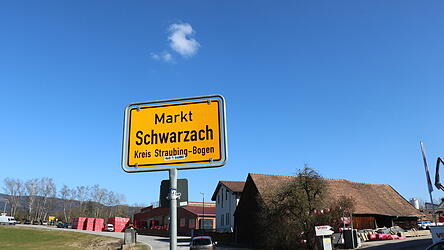 Markt
Schwarzach
Kreis Straubing-Bogen